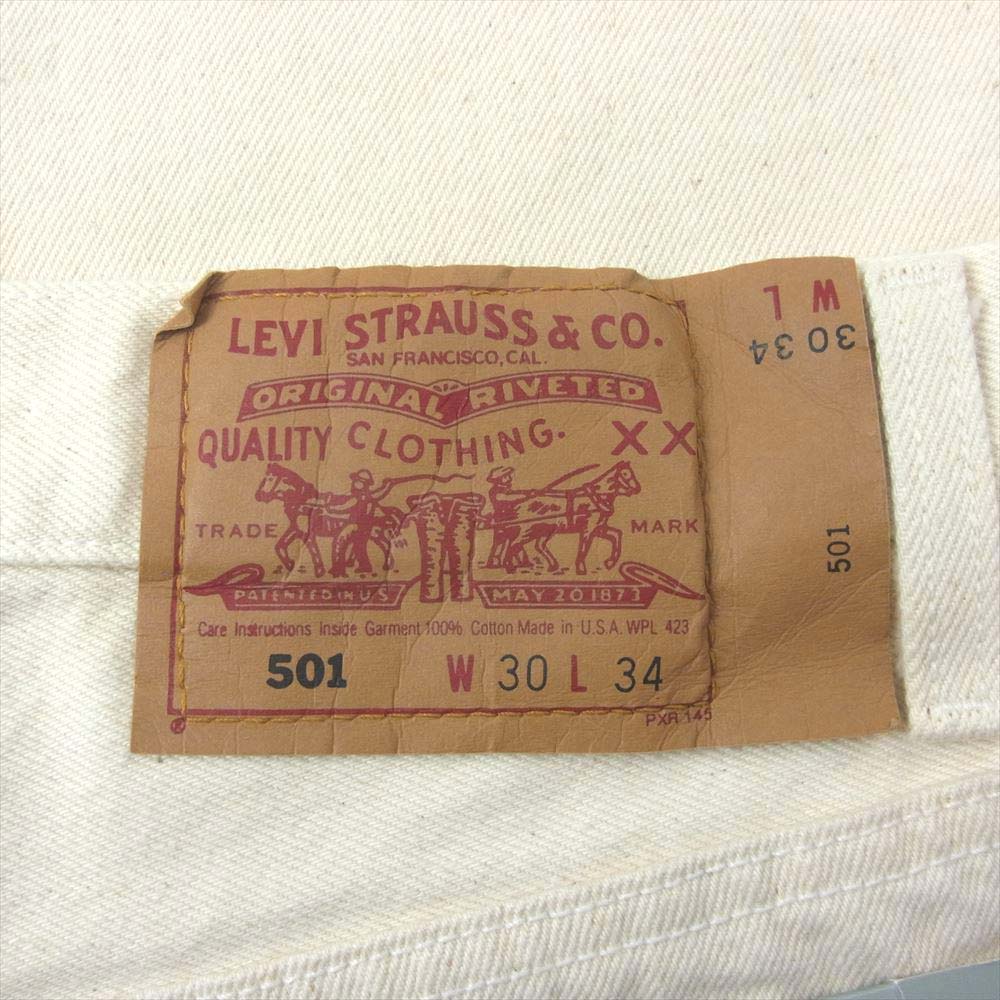 LEVI STRAUSS & CO.
SAN FRANCISCO, CAL.
ORIGINAL RIVETED
QUALITY CLOTHING. XX
TRADE MARK
PATENTED IN U.S. MAY 20 1873
Care Instructions Inside Garment 100% Cotton Made in U.S.A. WPL 423
501 W 30 L 34
® PXR 145
W L
30 34
501